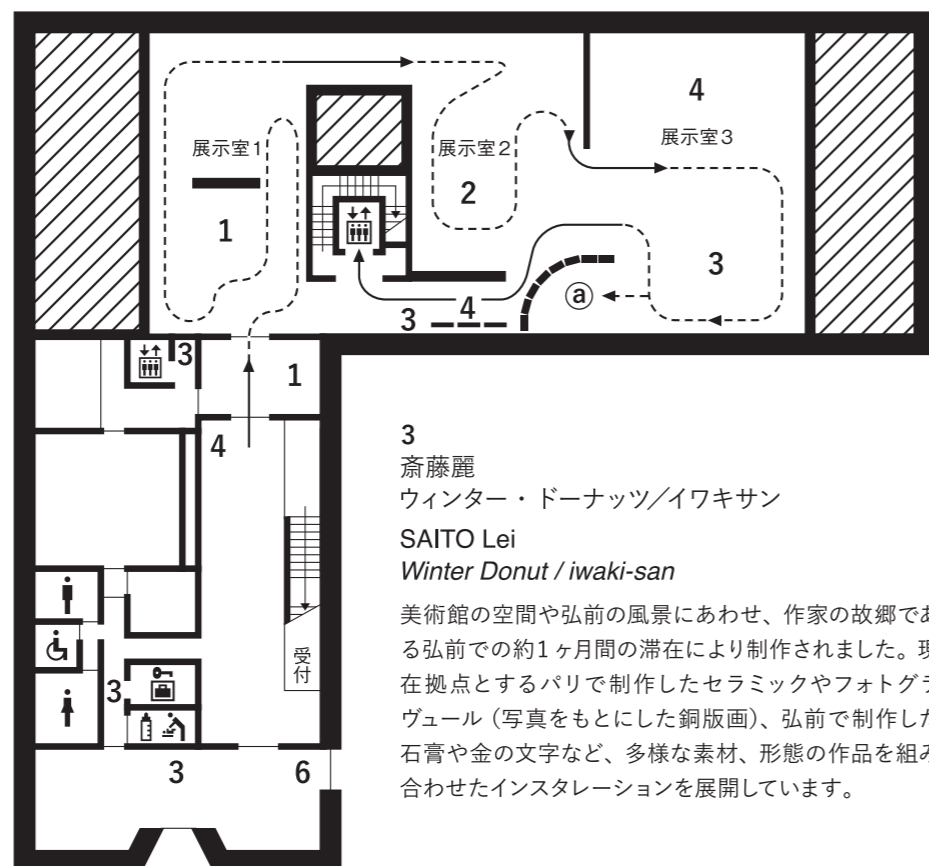 4
展示室1
展示室2
展示室3
2
1
3
ⓐ
4
3
3
1
4
受付
3
3
6
3
斎藤麗
ウィンター・ドーナッツ／イワキサン
SAITO Lei
Winter Donut / iwaki-san
美術館の空間や弘前の風景にあわせ、作家の故郷であ
る弘前での約1ヶ月間の滞在により制作されました。現
在拠点とするパリで制作したセラミックやフォトグラ
ヴュール（写真をもとにした銅版画）、弘前で制作した
石膏や金の文字など、多様な素材、形態の作品を組み
合わせたインスタレーションを展開しています。